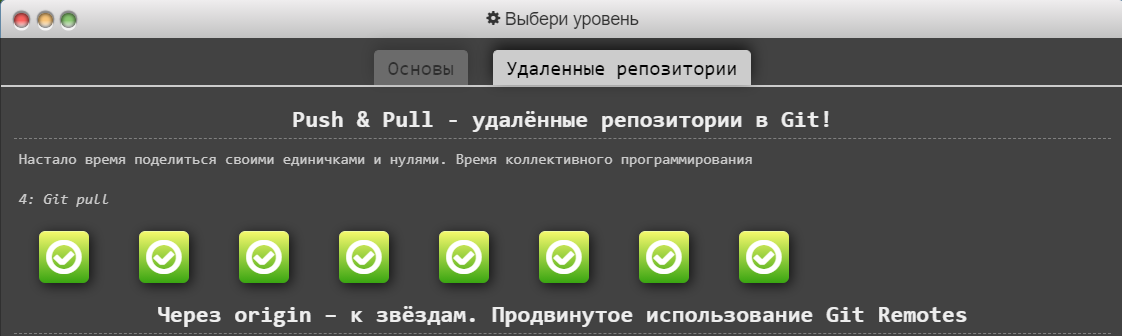 Выбери уровень
Основы
Удаленные репозитории
Push & Pull - удалённые репозитории в Git!
Настало время поделиться своими единичками и нулями. Время коллективного программирования
4: Git pull
Через origin – к звёздам. Продвинутое использование Git Remotes